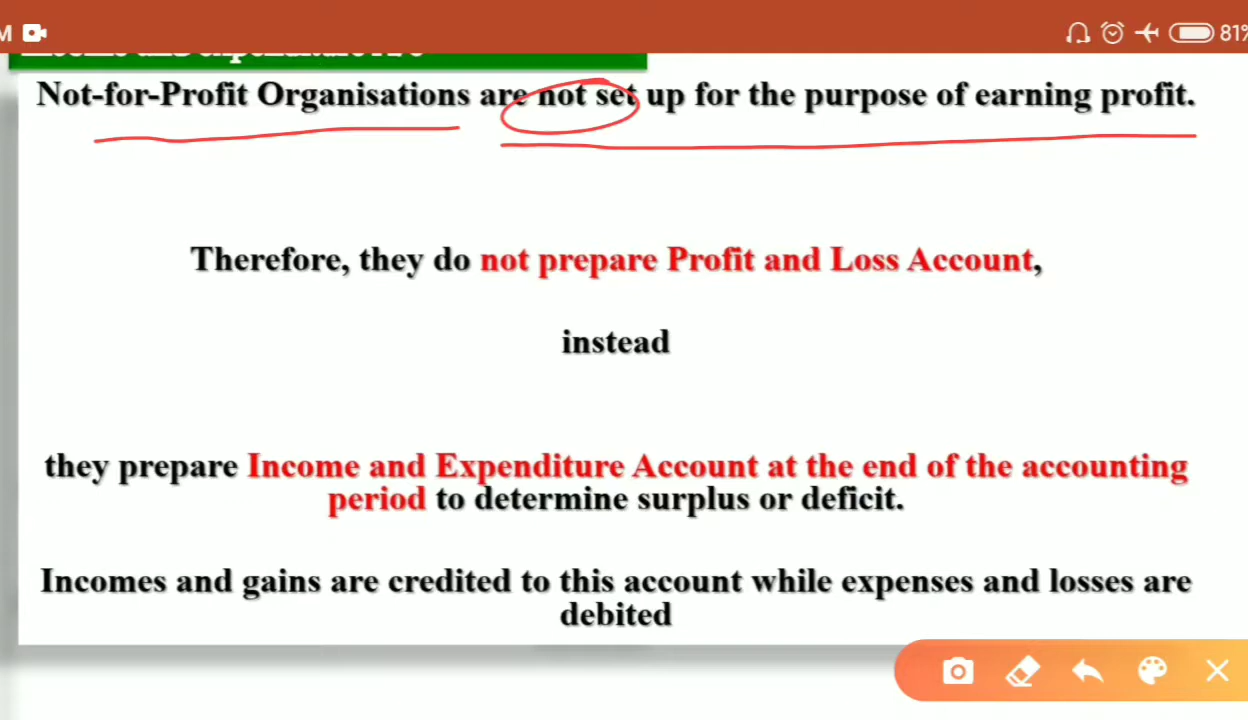 M
81%
Not-for-Profit Organisations are not set up for the purpose of earning profit.
Therefore, they do not prepare Profit and Loss Account,
instead
they prepare Income and Expenditure Account at the end of the accounting
period to determine surplus or deficit.
Incomes and gains are credited to this account while expenses and losses are
debited